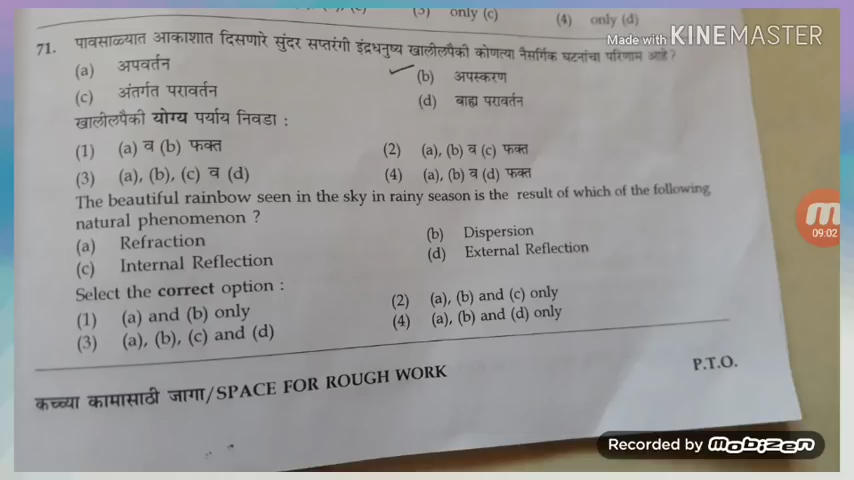 (3) only (c)
(4) only (d)
Made with KINEMASTER
71. पावसाळ्यात आकाशात दिसणारे सुंदर सप्तरंगी इंद्रधनुष्य खालीलपैकी कोणत्या नैसर्गिक घटनांचा परिणाम आहे?
(a) अपवर्तन
(b) अपस्करण
(c) अंतर्गत परावर्तन
(d) बाह्य परावर्तन
खालीलपैकी योग्य पर्याय निवडा :
(1) (a) व (b) फक्त
(2) (a), (b) व (c) फक्त
(3) (a), (b), (c) व (d)
(4) (a), (b) व (d) फक्त
The beautiful rainbow seen in the sky in rainy season is the result of which of the following
natural phenomenon ?
(a) Refraction
(b) Dispersion
(c) Internal Reflection
(d) External Reflection
Select the correct option :
(1) (a) and (b) only
(2) (a), (b) and (c) only
(3) (a), (b), (c) and (d)
(4) (a), (b) and (d) only
कच्च्या कामासाठी जागा/SPACE FOR ROUGH WORK
P.T.O.
09:02
Recorded by mobizen